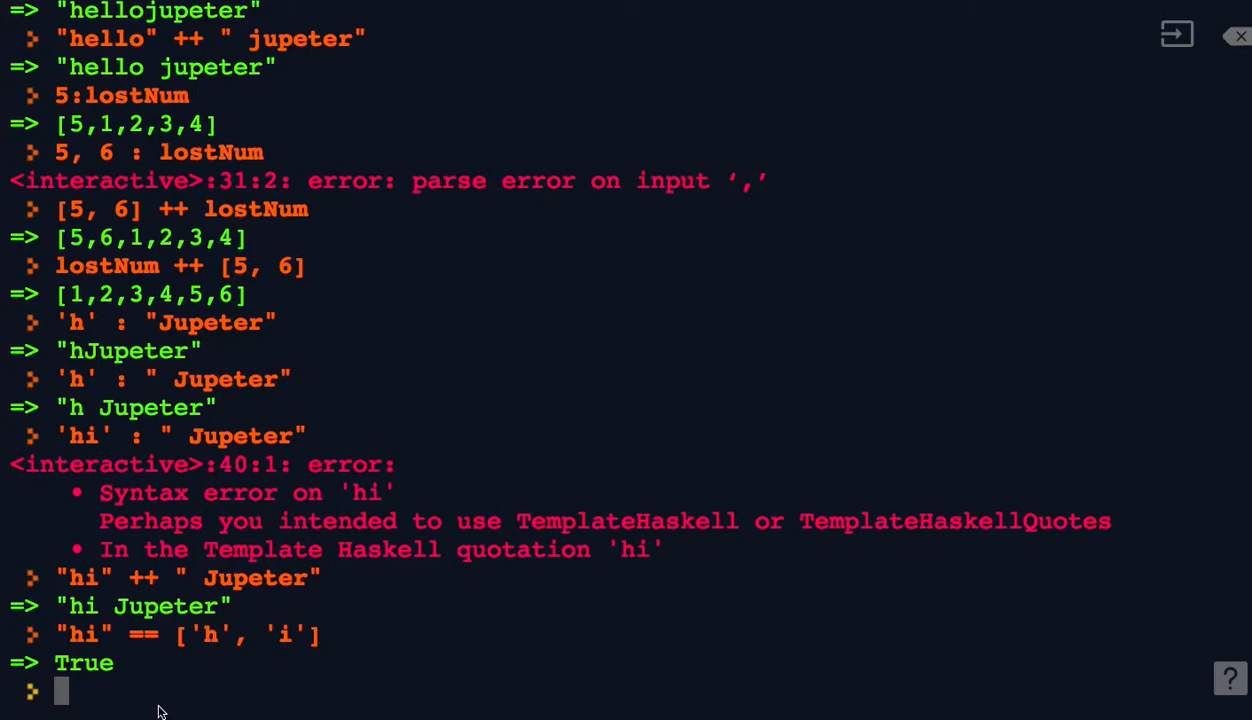 => "hellojupeter"
> "hello" ++ " jupeter"
=> "hello jupeter"
> 5:lostNum
=> [5,1,2,3,4]
> 5, 6 : lostNum
<interactive>:31:2: error: parse error on input ‘,’
> [5, 6] ++ lostNum
=> [5,6,1,2,3,4]
> lostNum ++ [5, 6]
=> [1,2,3,4,5,6]
> 'h' : "Jupeter"
=> "hJupeter"
> 'h' : " Jupeter"
=> "h Jupeter"
> 'hi' : " Jupeter"
<interactive>:40:1: error:
• Syntax error on 'hi'
Perhaps you intended to use TemplateHaskell or TemplateHaskellQuotes
• In the Template Haskell quotation 'hi'
> "hi" ++ " Jupeter"
=> "hi Jupeter"
> "hi" == ['h', 'i']
=> True
>
?